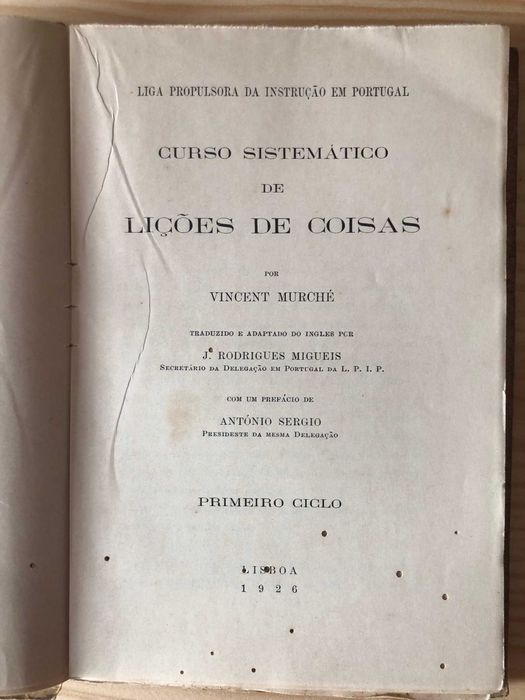 LIGA PROPULSORA DA INSTRUÇÃO EM PORTUGAL
CURSO SISTEMÁTICO
DE
LIÇÕES DE COISAS
POR
VINCENT MURCHÉ
TRADUZIDO E ADAPTADO DO INGLES POR
J. RODRIGUES MIGUEIS
SECRETÁRIO DA DELEGAÇÃO EM PORTUGAL DA L. P. I. P.
COM UM PREFÁCIO DE
ANTÓNIO SERGIO
PRESIDENTE DA MESMA DELEGAÇÃO
PRIMEIRO CICLO
LISBOA
1926